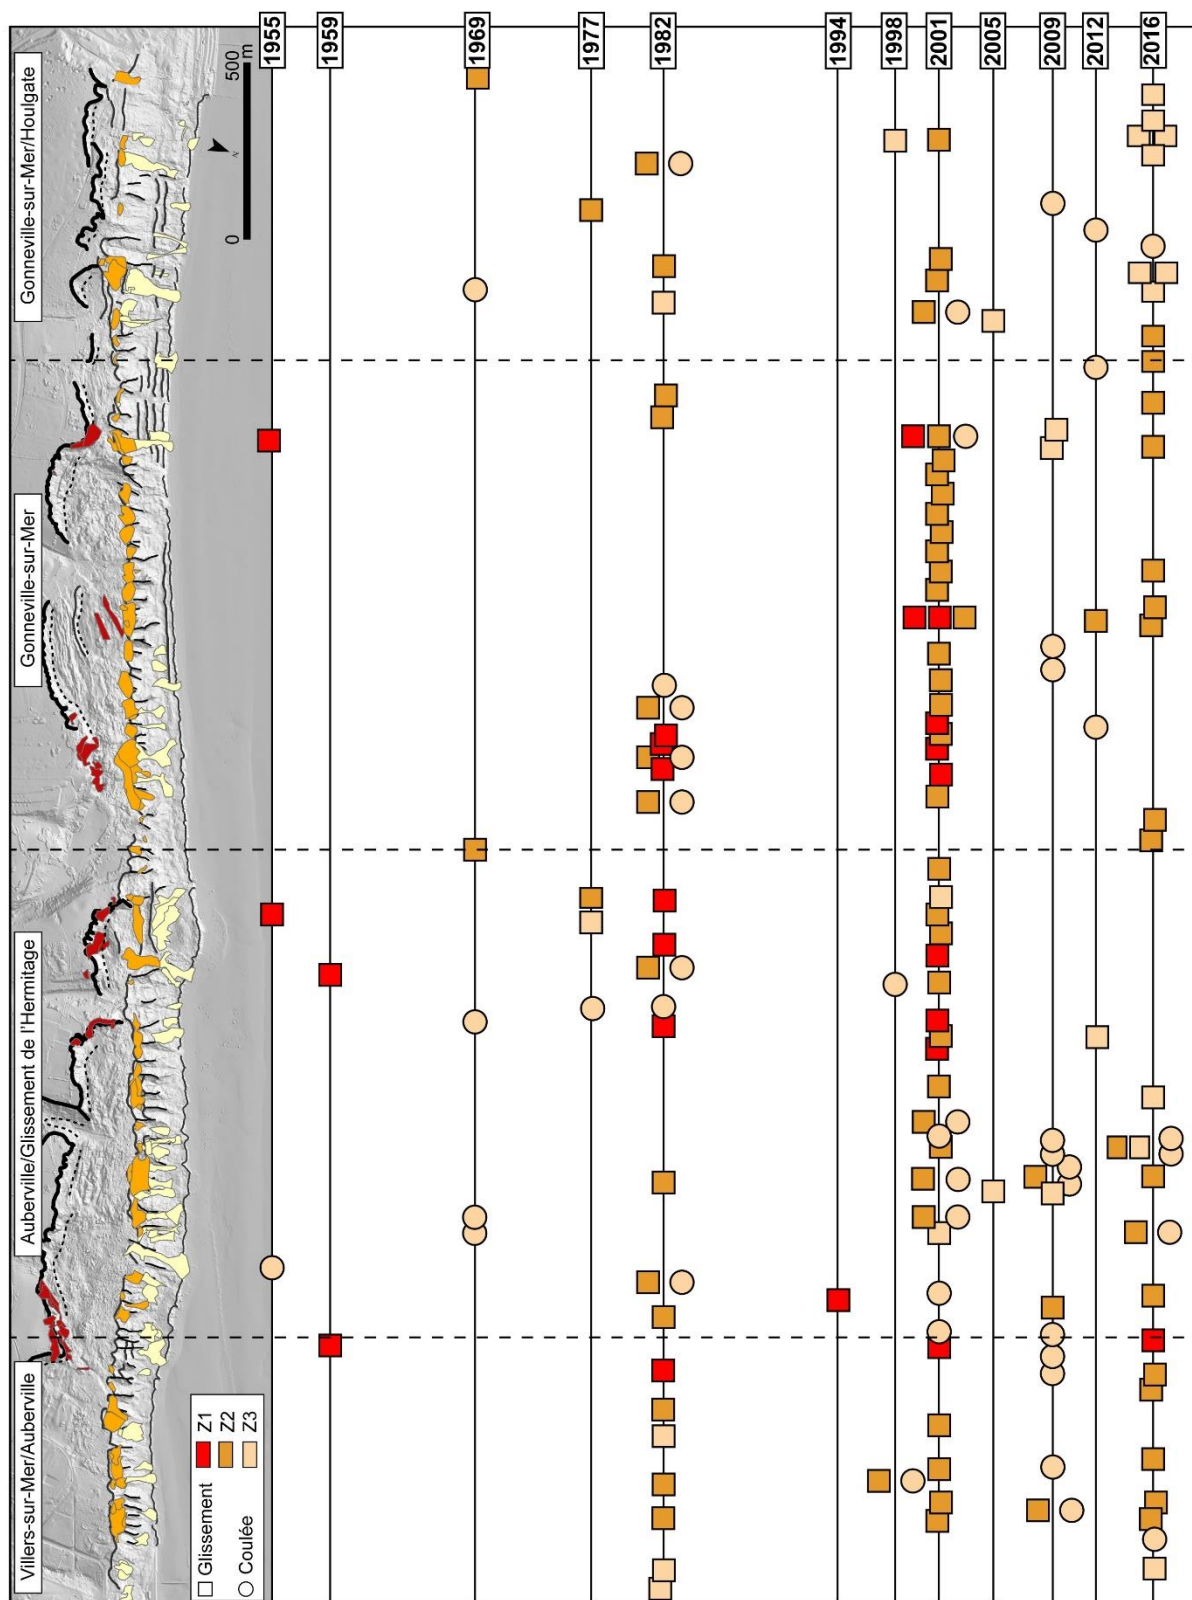 Villers-sur-Mer/Auberville
Auberville/Glissement de l'Hermitage
Gonneville-sur-Mer
Gonneville-sur-Mer/Houlgate
N
0
500
m
Glissement
Coulée
Z1
Z2
Z3
1955
1959
1969
1977
1982
1994
1998
2001
2005
2009
2012
2016